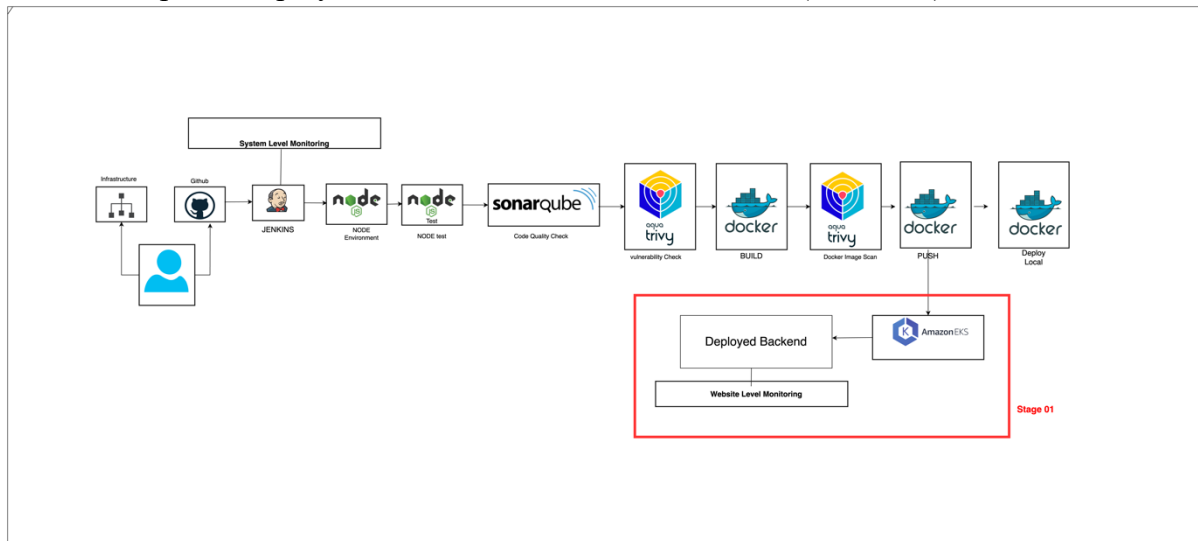 System Level Monitoring
Infrastructure
Github
JENKINS
node
JS
NODE
Environment
node
JS
Test
NODE test
sonarqube
Code Quality Check
aqua
trivy
vulnerability Check
docker
BUILD
aqua
trivy
Docker Image Scan
docker
PUSH
docker
Deploy
Local
Deployed Backend
K
Amazon EKS
Website Level Monitoring
Stage 01